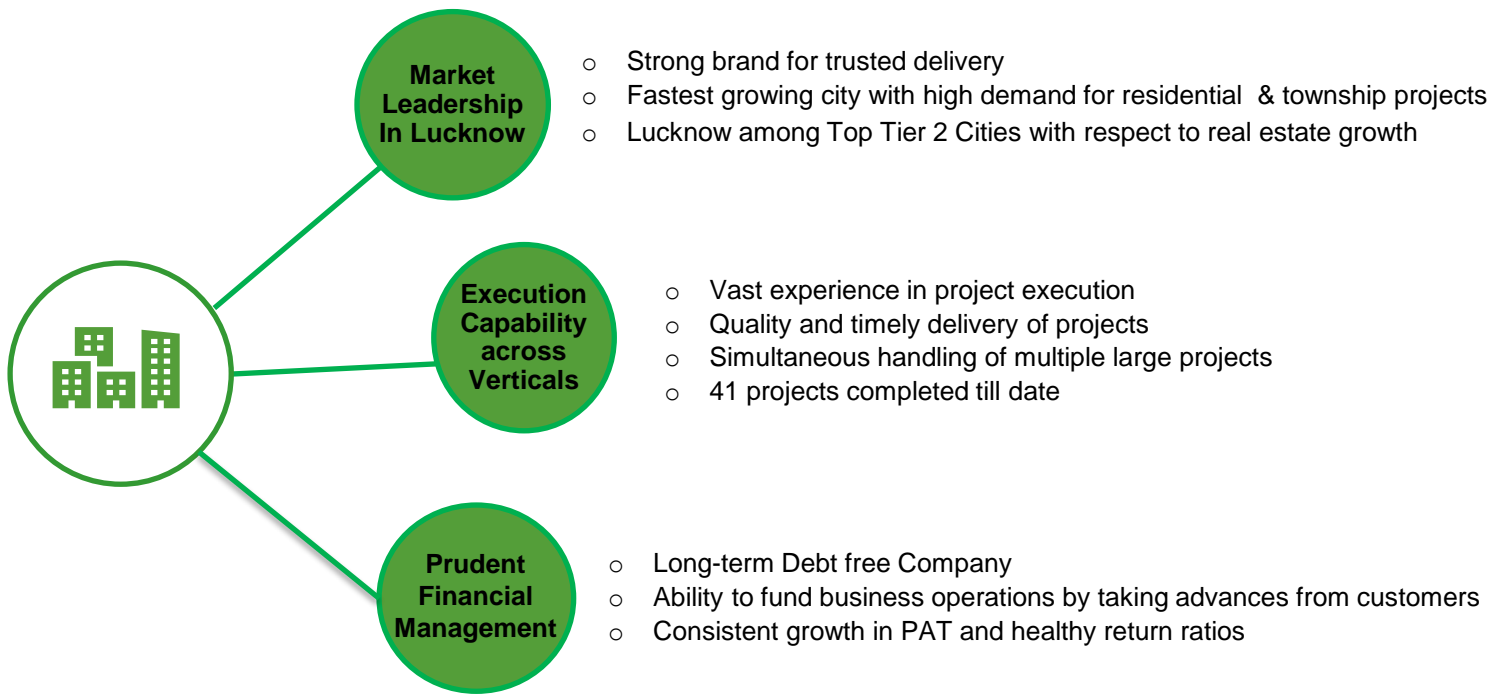 Market
Leadership
In Lucknow
o Strong brand for trusted delivery
o Fastest growing city with high demand for residential & township projects
o Lucknow among Top Tier 2 Cities with respect to real estate growth
Execution
Capability
across
Verticals
o Vast experience in project execution
o Quality and timely delivery of projects
o Simultaneous handling of multiple large projects
o 41 projects completed till date
Prudent
Financial
Management
o Long-term Debt free Company
o Ability to fund business operations by taking advances from customers
o Consistent growth in PAT and healthy return ratios